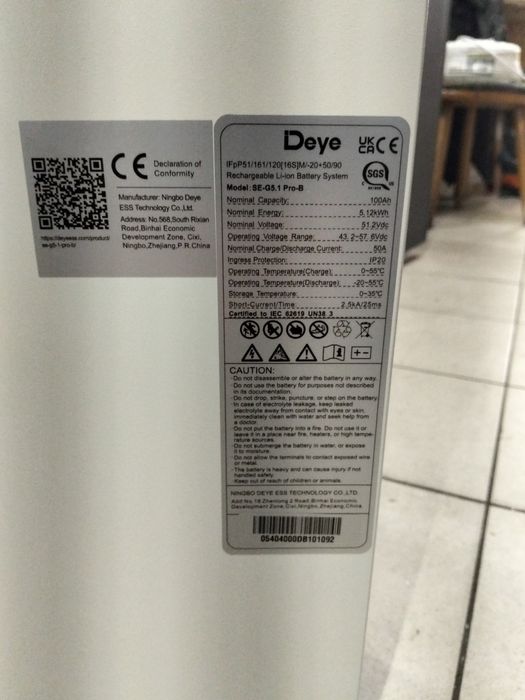 CE
Declaration of
Conformity
Manufacturer: Ningbo Deye
ESS Technology Co.,Ltd.
Address: No.568,South Rixian
Road,Binhai Economic
Development Zone, Cixi,
Ningbo,Zhejiang,P.R.China
https://deyeess.com/product/
se-g5-1-pro-b/
Deye
UK
CA CE
IFpP51/161/120[16S]M/-20+50/90
Rechargeable Li-ion Battery System
SGS
Model: SE-G5.1 Pro-B
Nominal Capacity: 100Ah
Nominal Energy: 5.12kWh
Nominal Voltage: 51.2Vdc
Operating Voltage Range: 43.2~57.6Vdc
Nominal Charge/Discharge Current: 50A
Ingress Protection: IP20
Operating Temperature(Charge): 0~55℃
Operating Temperature(Discharge): -20~55℃
Storage Temperature: 0~35℃
Short-Current/Time: 2.5kA/25ms
Certified to IEC 62619 UN38.3
CAUTION:
·Do not disassemble or alter the battery in any way.
·Do not use the battery for purposes not described
in its documentation.
·Do not drop, strike, puncture, or step on the battery.
·In case of electrolyte leakage, keep leaked
electrolyte away from contact with eyes or skin,
immediately clean with water and seek help from
a doctor.
·Do not put the battery into a fire. Do not use it or
leave it in a place near fire, heaters, or high tempe-
rature sources.
·Do not submerge the battery in water, or expose
it to moisture.
·Do not allow the terminals to contact exposed wire
or metal.
·The battery is heavy and can cause injury if not
handled safely.
·Keep out of reach of children or animals.
NINGBO DEYE ESS TECHNOLOGY CO.,LTD
Add:No.18 Zhenlong 2 Road,Binhai Economic
Development Zone,Cixi,Ningbo,Zhejiang,China
05404000DB101092